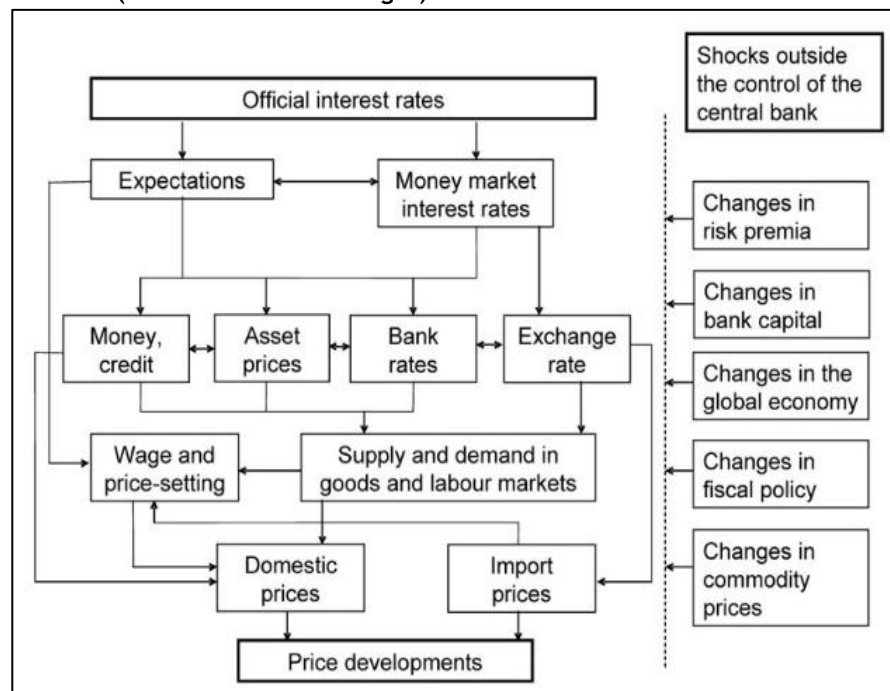 Official interest rates
Shocks outside
the control of the
central bank
Expectations
Money market
interest rates
Changes in
risk premia
Money,
credit
Asset
prices
Bank
rates
Exchange
rate
Changes in
bank capital
Changes in the
global economy
Wage and
price-setting
Supply and demand in
goods and labour markets
Changes in
fiscal policy
Domestic
prices
Import
prices
Changes in
commodity
prices
Price developments